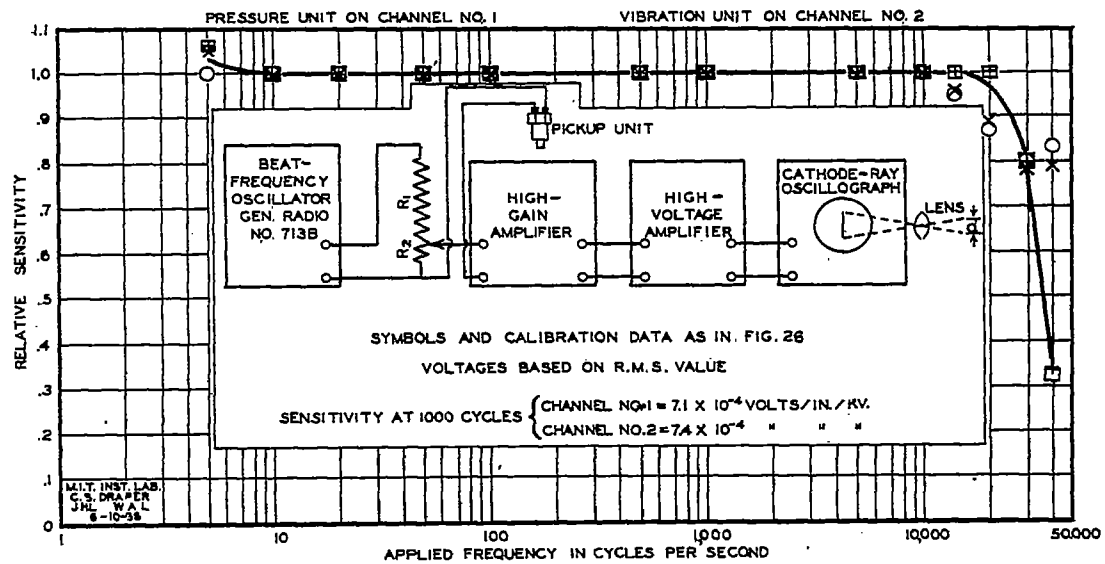 PRESSURE UNIT ON CHANNEL NO. 1
VIBRATION UNIT ON CHANNEL NO. 2
1.1
1.0
.9
.8
.7
.6
.5
.4
.3
.2
.1
0
RELATIVE SENSITIVITY
PICKUP UNIT
BEAT-
FREQUENCY
OSCILLATOR
GEN. RADIO
NO. 713B
R1
R2
HIGH-
GAIN
AMPLIFIER
HIGH-
VOLTAGE
AMPLIFIER
CATHODE-RAY
OSCILLOGRAPH
LENS
d
SYMBOLS AND CALIBRATION DATA AS IN. FIG. 26
VOLTAGES BASED ON R.M.S. VALUE
SENSITIVITY AT 1000 CYCLES
CHANNEL NO.1 = 7.1 X 10⁻⁴ VOLTS/IN./KV.
CHANNEL NO.2 = 7.4 X 10⁻⁴ " " "
M.I.T. INST. LAB.
C. S. DRAPER
JHL WAL
6-10-38
1
10
100
1,000
10,000
50,000
APPLIED FREQUENCY IN CYCLES PER SECOND